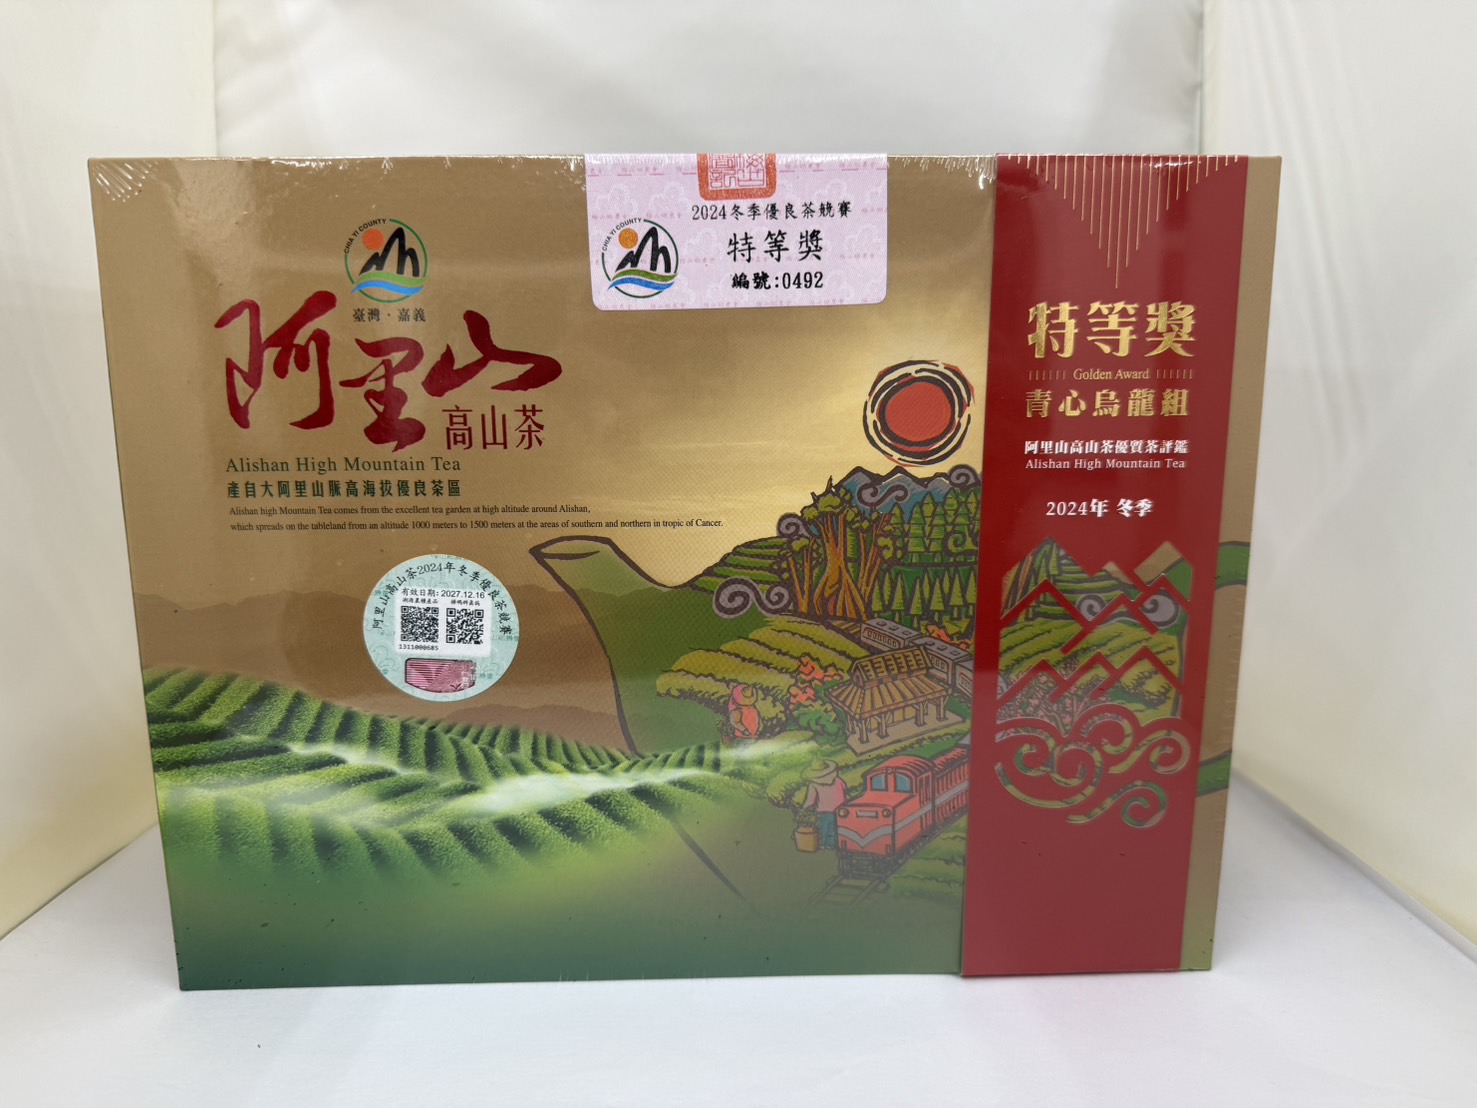 CHIA YI COUNTY
臺灣・嘉義
阿里山
高山茶
Alishan High Mountain Tea
產自大阿里山脈高海拔優良茶區
Alishan high Mountain Tea comes from the excellent tea garden at high altitude around Alishan,
which spreads on the tableland from an altitude 1000 meters to 1500 meters at the areas of southern and northern in tropic of Cancer.
阿里山高山茶2024年冬季優良茶競賽
有效日期:2027.12.16
1311000685
CHIA YI COUNTY
2024冬季優良茶競賽
特等獎
編號:0492
特等獎
Golden Award
青心烏龍組
阿里山高山茶優質茶評鑑
Alishan High Mountain Tea
2024年 冬季